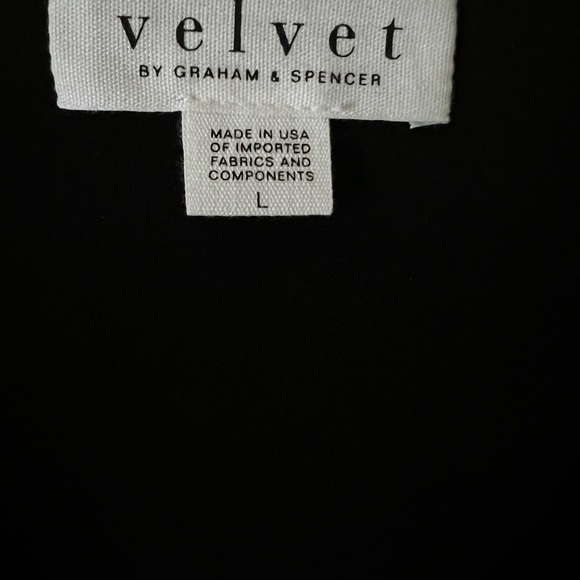 velvet
BY GRAHAM & SPENCER
MADE IN USA
OF IMPORTED
FABRICS AND
COMPONENTS
L